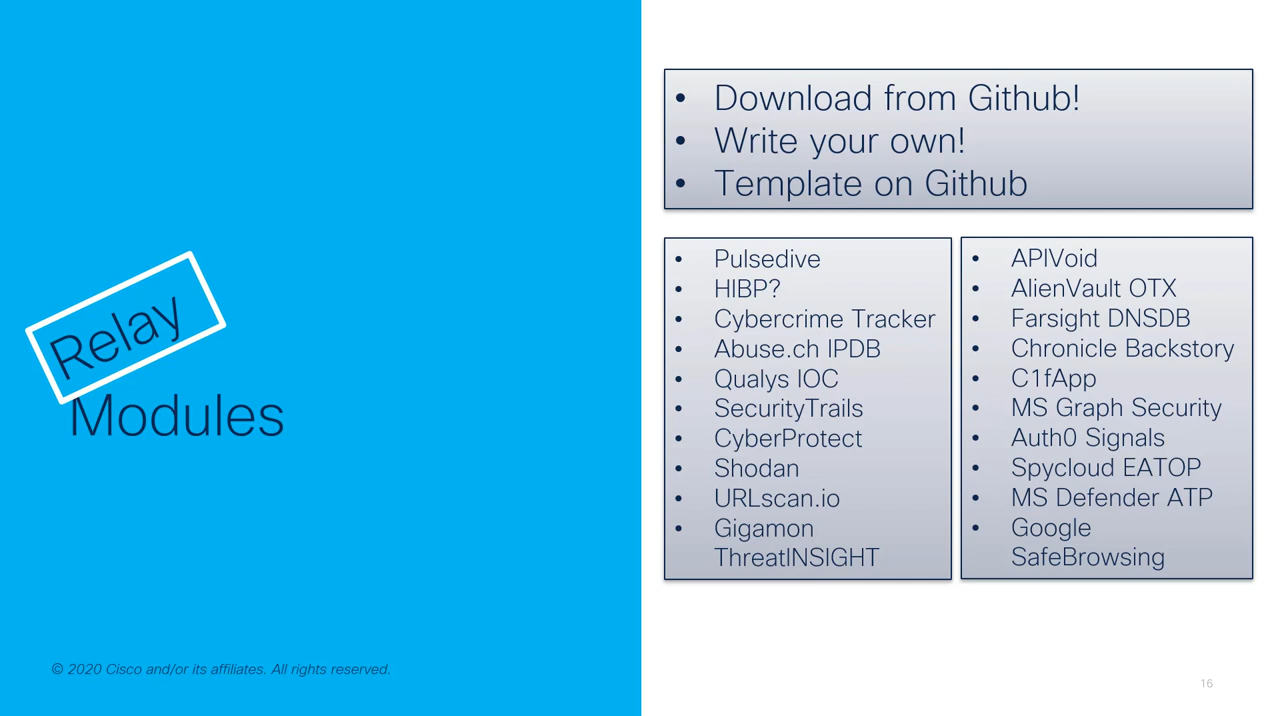 Relay
Modules
• Download from Github!
• Write your own!
• Template on Github
• Pulsedive
• HIBP?
• Cybercrime Tracker
• Abuse.ch IPDB
• Qualys IOC
• SecurityTrails
• CyberProtect
• Shodan
• URLscan.io
• Gigamon
ThreatINSIGHT
• APIVoid
• AlienVault OTX
• Farsight DNSDB
• Chronicle Backstory
• C1fApp
• MS Graph Security
• Auth0 Signals
• Spycloud EATOP
• MS Defender ATP
• Google
SafeBrowsing
© 2020 Cisco and/or its affiliates. All rights reserved.
16